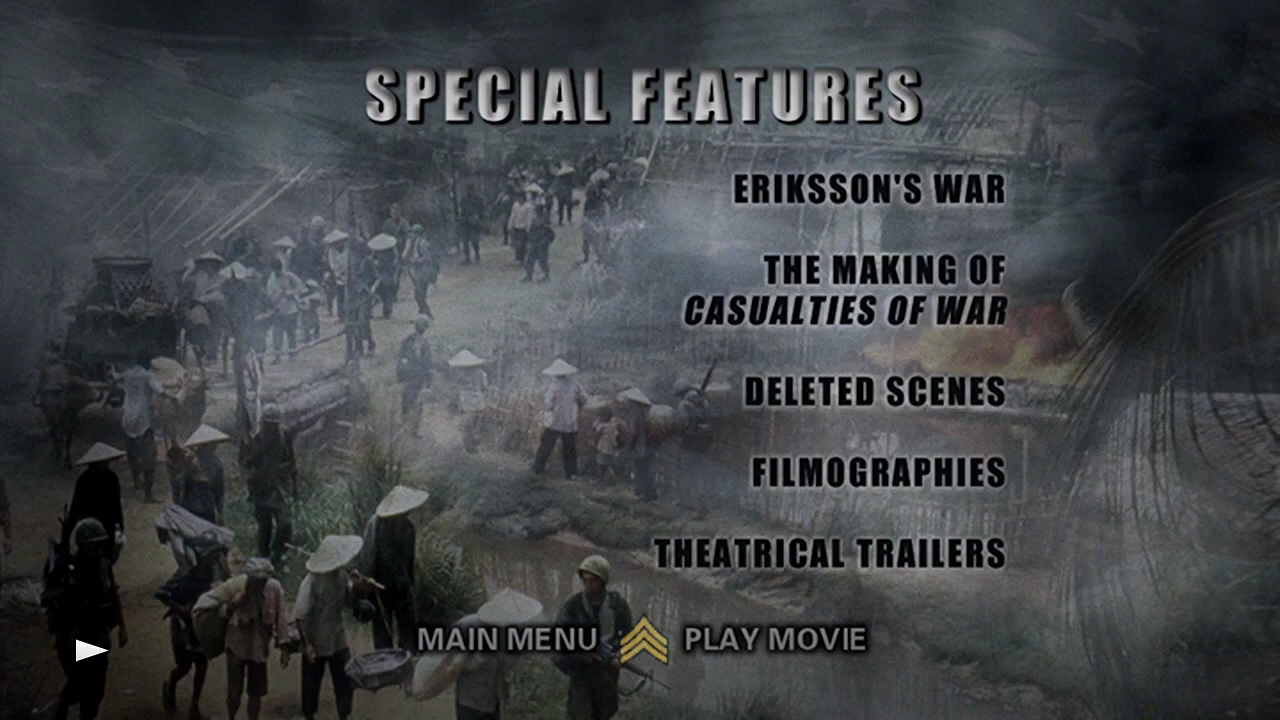 SPECIAL FEATURES
ERIKSSON'S WAR
THE MAKING OF
CASUALTIES OF WAR
DELETED SCENES
FILMOGRAPHIES
THEATRICAL TRAILERS
MAIN MENU PLAY MOVIE